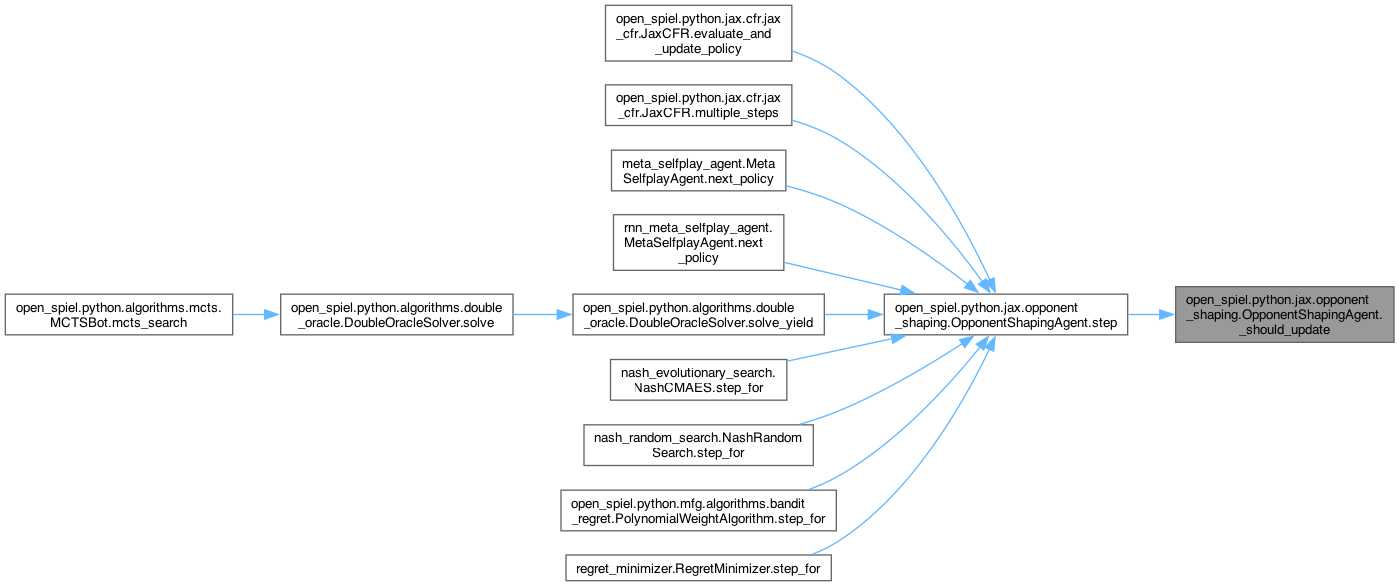 open_spiel.python.jax.cfr.jax
_cfr.JaxCFR.evaluate_and
_update_policy
open_spiel.python.jax.cfr.jax
_cfr.JaxCFR.multiple_steps
meta_selfplay_agent.Meta
SelfplayAgent.next_policy
rnn_meta_selfplay_agent.
MetaSelfplayAgent.next
_policy
open_spiel.python.algorithms.mcts.
MCTSBot.mcts_search
open_spiel.python.algorithms.double
_oracle.DoubleOracleSolver.solve
open_spiel.python.algorithms.double
_oracle.DoubleOracleSolver.solve_yield
open_spiel.python.jax.opponent
_shaping.OpponentShapingAgent.step
open_spiel.python.jax.opponent
_shaping.OpponentShapingAgent.
_should_update
nash_evolutionary_search.
NashCMAES.step_for
nash_random_search.NashRandom
Search.step_for
open_spiel.python.mfg.algorithms.bandit
_regret.PolynomialWeightAlgorithm.step_for
regret_minimizer.RegretMinimizer.step_for